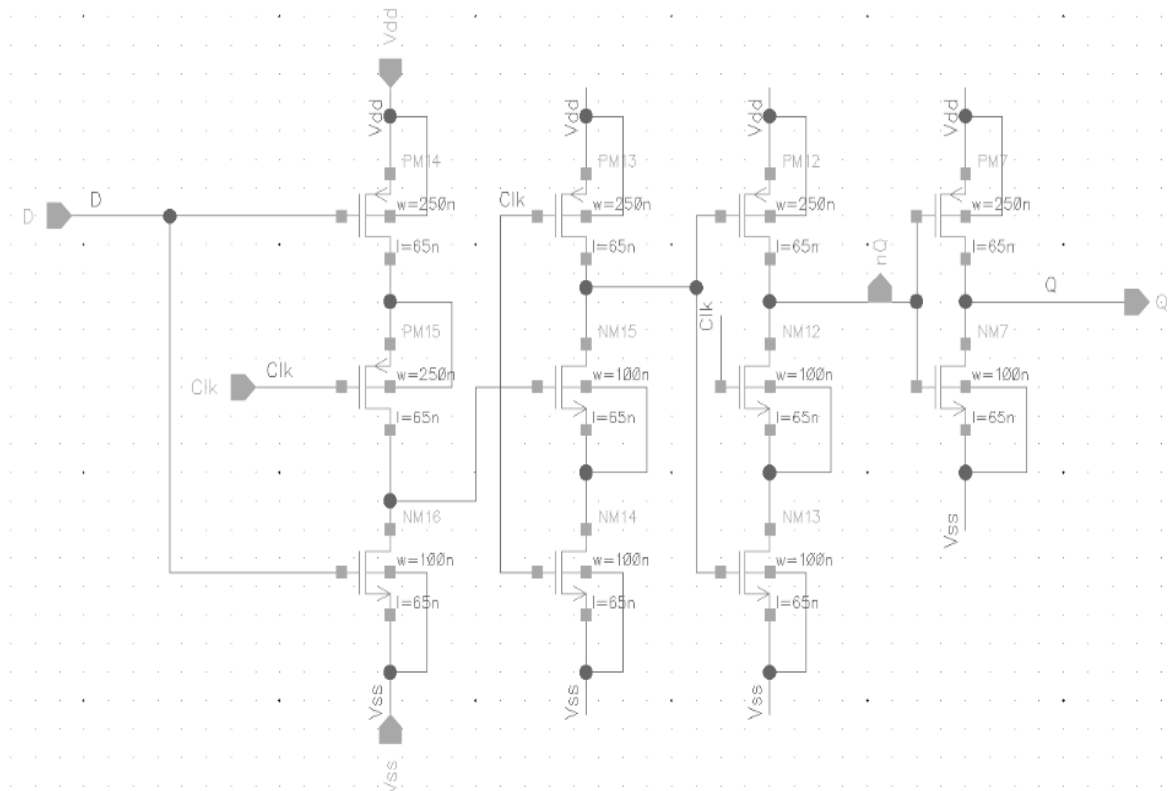 Vdd
Vdd
Vdd
Vdd
Vdd
PM14
PM13
PM12
PM7
D
D
Clk
w=250n
w=250n
w=250n
w=250n
l=65n
l=65n
l=65n
l=65n
nQ
Q
Q
Clk
PM15
NM15
NM12
NM7
Clk
Clk
w=250n
w=100n
w=100n
w=100n
l=65n
l=65n
l=65n
l=65n
NM16
NM14
NM13
Vss
w=100n
w=100n
w=100n
l=65n
l=65n
l=65n
Vss
Vss
Vss
Vss